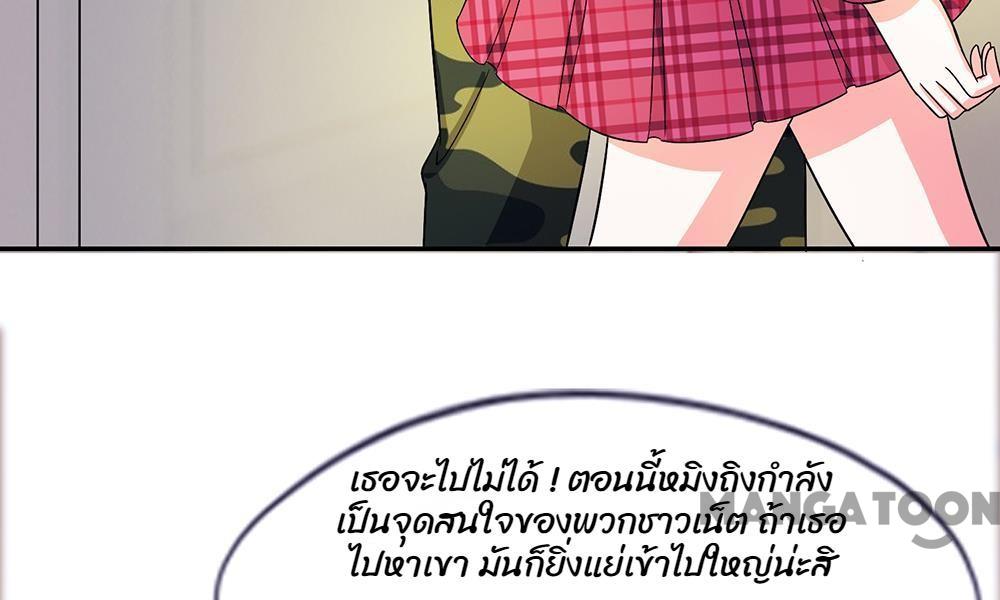 เธอจะไปไม่ได้ ! ตอนนี้หมิงถิงกำลัง
เป็นจุดสนใจของพวกชาวเน็ต ถ้าเธอ
ไปหาเขา มันก็ยิ่งแย่เข้าไปใหญ่น่ะสิ
MANGATOON